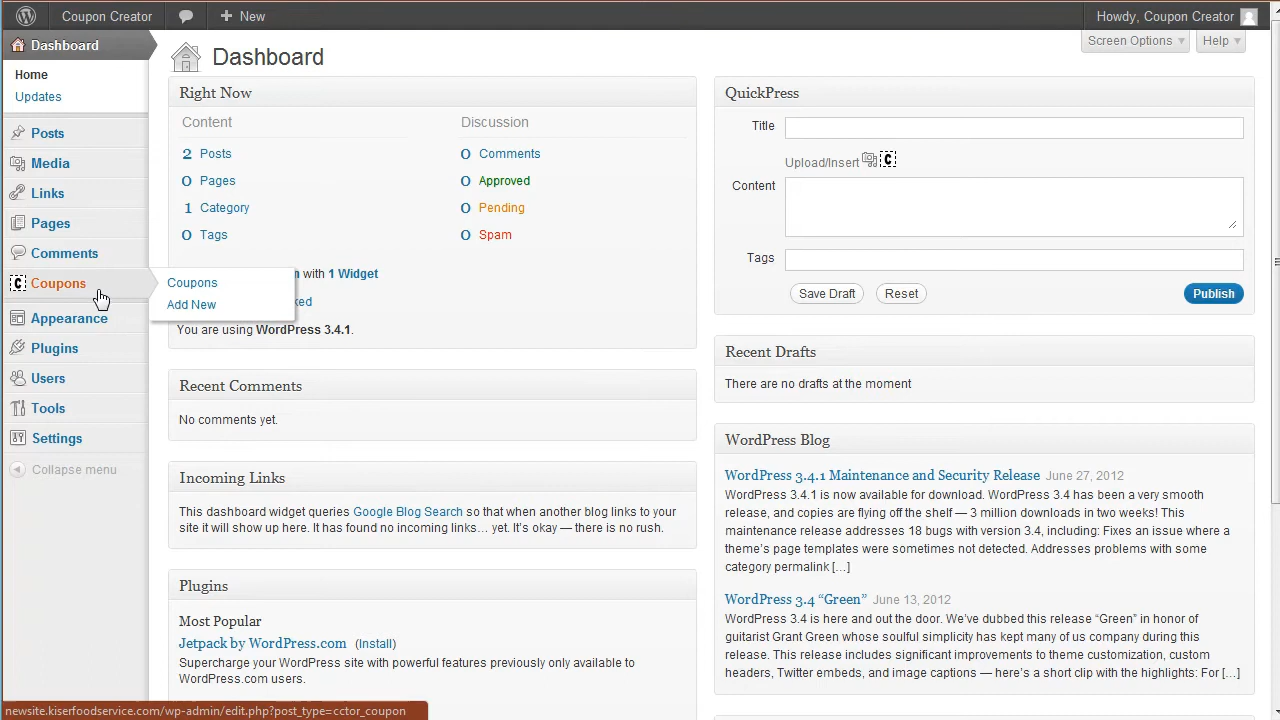 Coupon Creator
New
Howdy, Coupon Creator
Dashboard
Home
Updates
Posts
Media
Links
Pages
Comments
C Coupons
Appearance
Plugins
Users
Tools
Settings
Collapse menu
Coupons
Add New
Screen Options
Help
Dashboard
Right Now
Content
2 Posts
0 Pages
1 Category
0 Tags
Discussion
0 Comments
0 Approved
0 Pending
0 Spam
with 1 Widget
You are using WordPress 3.4.1.
Recent Comments
No comments yet.
Incoming Links
This dashboard widget queries Google Blog Search so that when another blog links to your
site it will show up here. It has found no incoming links… yet. It's okay — there is no rush.
Plugins
Most Popular
Jetpack by WordPress.com (Install)
Supercharge your WordPress site with powerful features previously only available to
WordPress.com users.
QuickPress
Title
Upload/Insert C
Content
Tags
Save Draft
Reset
Publish
Recent Drafts
There are no drafts at the moment
WordPress Blog
WordPress 3.4.1 Maintenance and Security Release June 27, 2012
WordPress 3.4.1 is now available for download. WordPress 3.4 has been a very smooth
release, and copies are flying off the shelf — 3 million downloads in two weeks! This
maintenance release addresses 18 bugs with version 3.4, including: Fixes an issue where a
theme's page templates were sometimes not detected. Addresses problems with some
category permalink […]
WordPress 3.4 “Green” June 13, 2012
WordPress 3.4 is here and out the door. We've dubbed this release “Green” in honor of
guitarist Grant Green whose soulful simplicity has kept many of us company during this
release. This release includes significant improvements to theme customization, custom
headers, Twitter embeds, and image captions — here's a short clip with the highlights: For […]
newsite.kiserfoodservice.com/wp-admin/edit.php?post_type=cctor_coupon